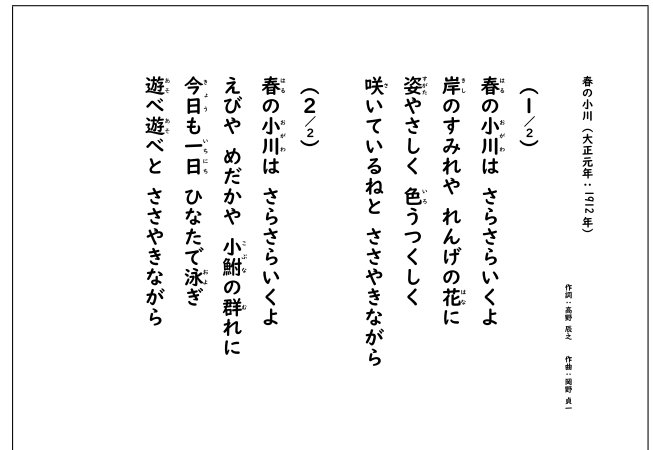 春の小川（大正元年：1912年）
作詞：高野 辰之　作曲：岡野 貞一
（1／2）
春の小川は さらさらいくよ
岸のすみれや れんげの花に
姿やさしく 色うつくしく
咲いているねと ささやきながら
（2／2）
春の小川は さらさらいくよ
えびや めだかや 小鮒の群れに
今日も一日 ひなたで泳ぎ
遊べ遊べと ささやきながら